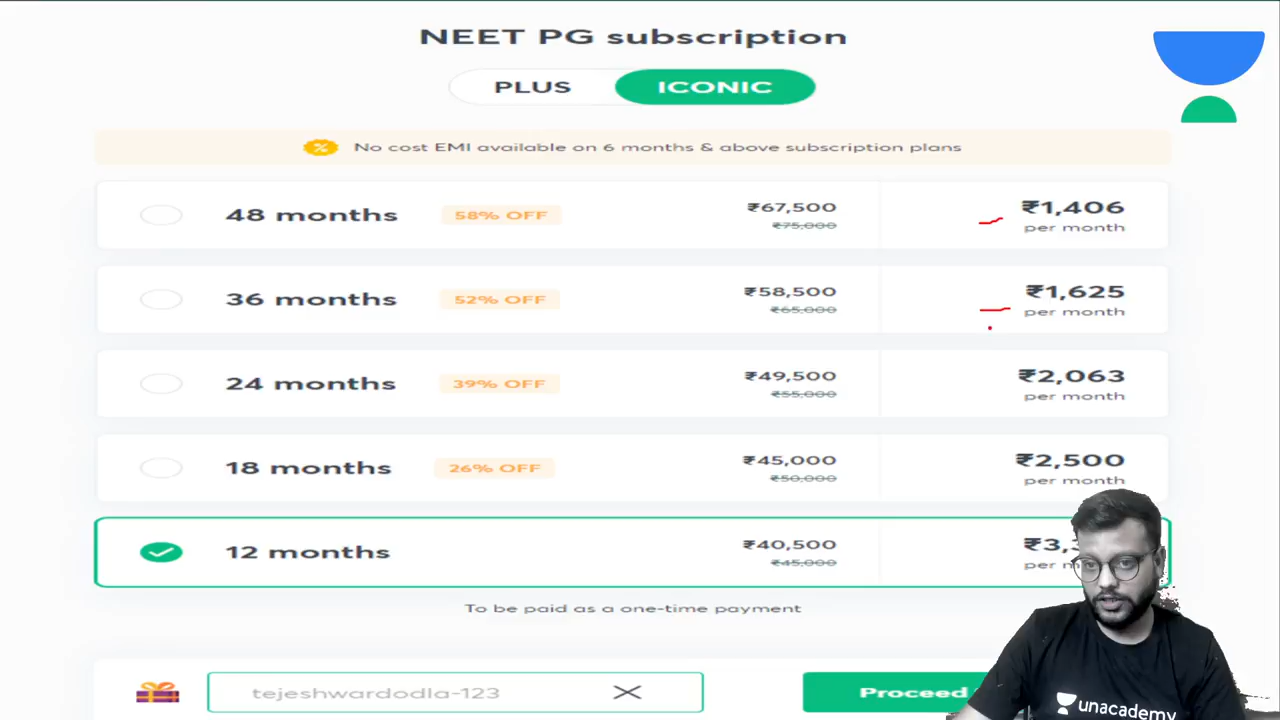 NEET PG subscription
PLUS ICONIC
No cost EMI available on 6 months & above subscription plans
48 months 58% OFF ₹67,500 ₹1,406
₹75,000 per month
36 months 52% OFF ₹58,500 ₹1,625
₹65,000 per month
24 months 39% OFF ₹49,500 ₹2,063
₹55,000 per month
18 months 26% OFF ₹45,000 ₹2,500
₹50,000 per month
12 months ₹40,500
₹45,000 per
To be paid as a one-time payment
tejeshwardodla-123 Proceed
unacademy